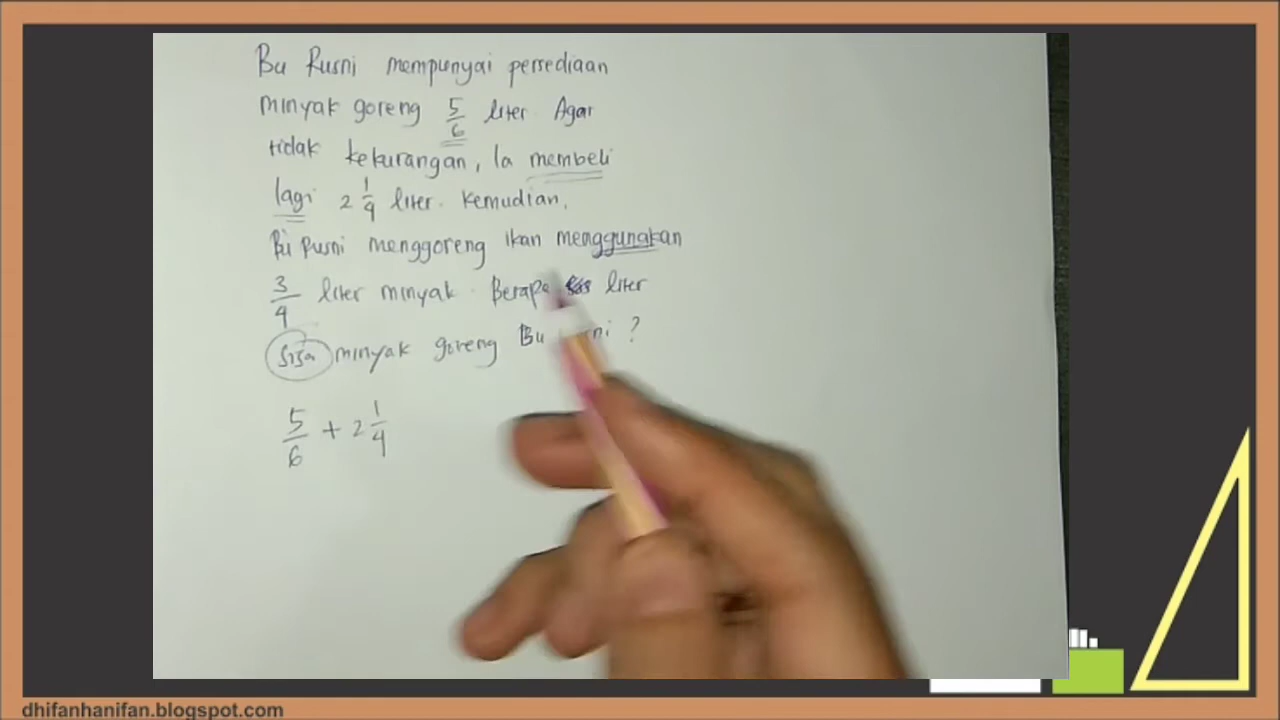 Bu Rusni mempunyai persediaan
minyak goreng 5/6 liter. Agar
tidak kekurangan, Ia membeli
lagi 2 1/4 liter. Kemudian,
Bu Rusni menggoreng ikan menggunakan
3/4 liter minyak. Berapa liter
sisa minyak goreng Bu ?
5/6 + 2 1/4
dhifanhanifan.blogspot.com